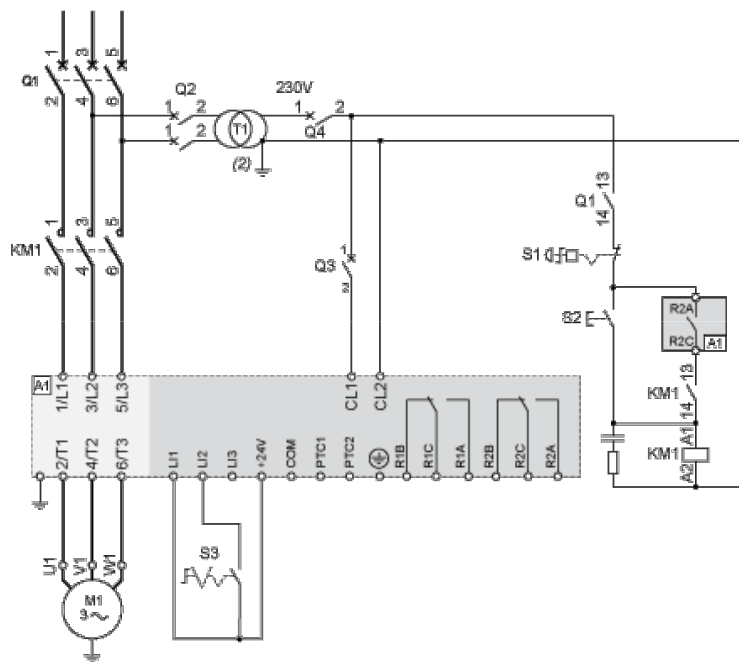 1 3 5
Q1
2 4 6
Q2
1 2
1 2
T1
(2)
230V
1 2
Q4
1 3 5
KM1
2 4 6
1
Q3
2
13
Q1
14
S1
S2
R2A
R2C
A1
13
KM1
14
A1
KM1
A2
A1
1/L1 3/L2 5/L3 CL1 CL2
2/T1 4/T2 6/T3 LI1 LI2 LI3 +24V COM PTC1 PTC2 R1B R1C R1A R2B R2C R2A
S3
U1 V1 W1
M1
3